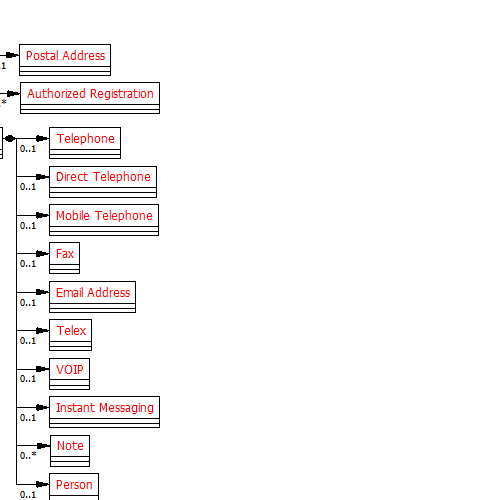 Postal Address
..1
Authorized Registration
..*
Telephone
0..1
Direct Telephone
0..1
Mobile Telephone
0..1
Fax
0..1
Email Address
0..1
Telex
0..1
VOIP
0..1
Instant Messaging
0..1
Note
0..*
Person
0..1